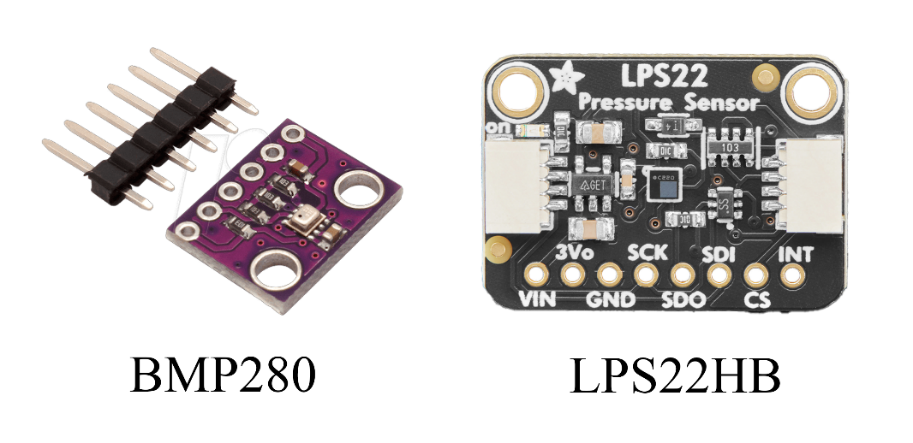 LPS22
Pressure Sensor
on
103
GET
3Vo SCK SDI INT
VIN GND SDO CS
BMP280 LPS22HB